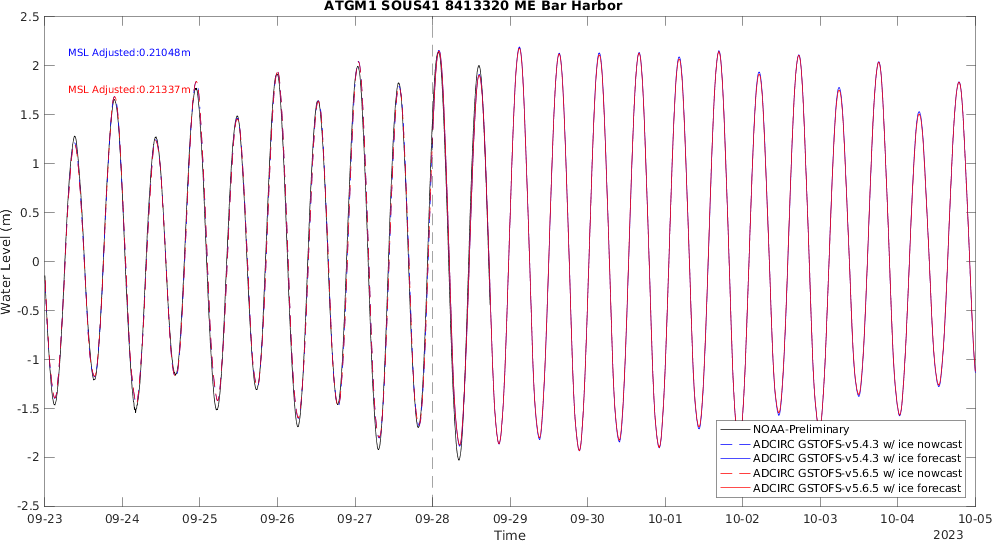 ATGM1 SOUS41 8413320 ME Bar Harbor
2.5
MSL Adjusted:0.21048m
2
MSL Adjusted:0.21337m
1.5
1
0.5
0
-0.5
-1
-1.5
-2
-2.5
Water Level (m)
NOAA-Preliminary
ADCIRC GSTOFS-v5.4.3 w/ ice nowcast
ADCIRC GSTOFS-v5.4.3 w/ ice forecast
ADCIRC GSTOFS-v5.6.5 w/ ice nowcast
ADCIRC GSTOFS-v5.6.5 w/ ice forecast
09-23 09-24 09-25 09-26 09-27 09-28 09-29 09-30 10-01 10-02 10-03 10-04 10-05
Time
2023